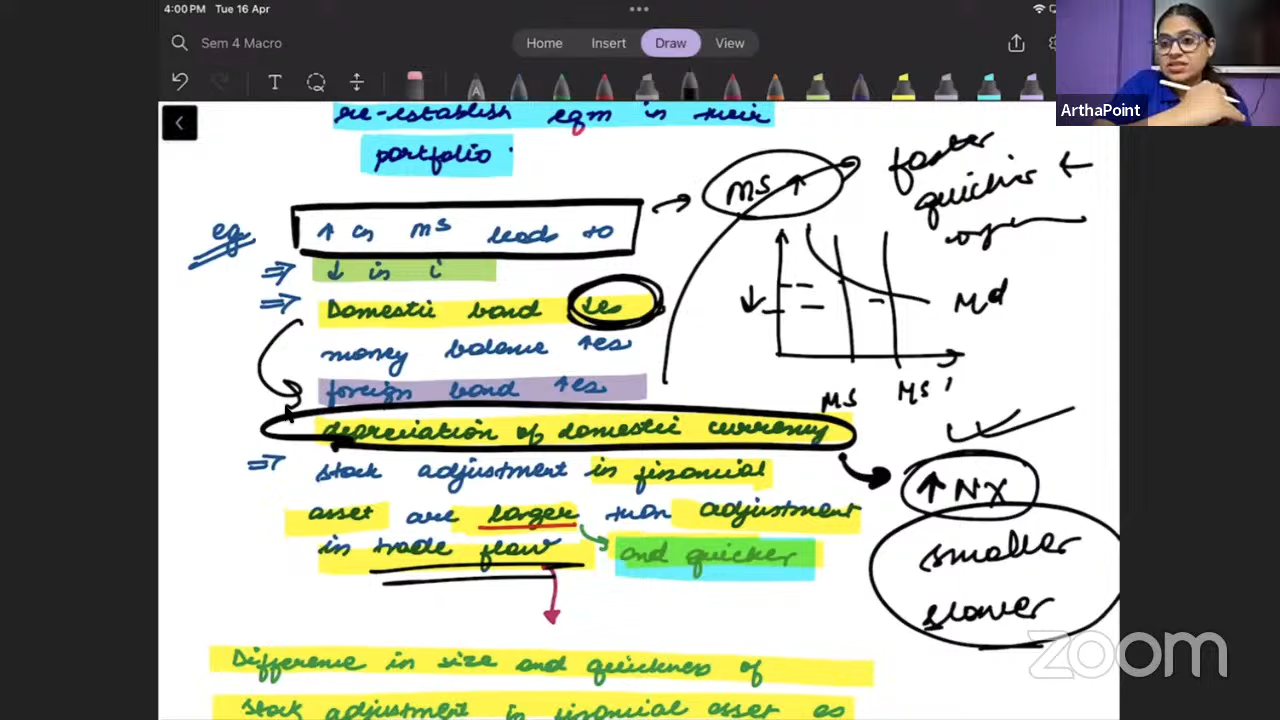 4:00 PM Tue 16 Apr
Sem 4 Macro
Home Insert Draw View
ArthaPoint
re-establish eqm in their
portfolio
eg
↑ MS leads to
→ MS ↑
faster
quicker ←
⇒ ↓ in i
⇒ Domestic bond ↓es
money balance ↑es
foreign bond ↑es
↓
Md
MS MS'
depreciation of domestic currency
↑ NX
⇒ stock adjustment in financial
asset are larger than adjustment
in trade flow and quicker
smaller
slower
Difference in size and quickness of
stock adjustment in financial asset as
zoom